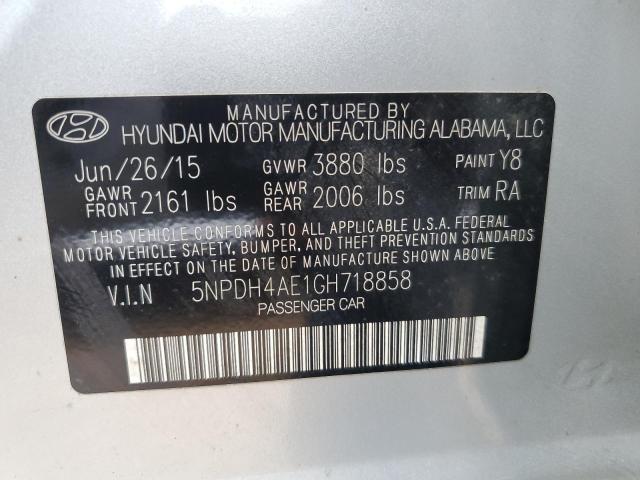 MANUFACTURED BY
HYUNDAI MOTOR MANUFACTURING ALABAMA, LLC
Jun/26/15 GVWR 3880 lbs PAINT Y8
GAWR FRONT 2161 lbs GAWR REAR 2006 lbs TRIM RA
THIS VEHICLE CONFORMS TO ALL APPLICABLE U.S.A. FEDERAL
MOTOR VEHICLE SAFETY, BUMPER, AND THEFT PREVENTION STANDARDS
IN EFFECT ON THE DATE OF MANUFACTURE SHOWN ABOVE.
V.I.N 5NPDH4AE1GH718858
PASSENGER CAR